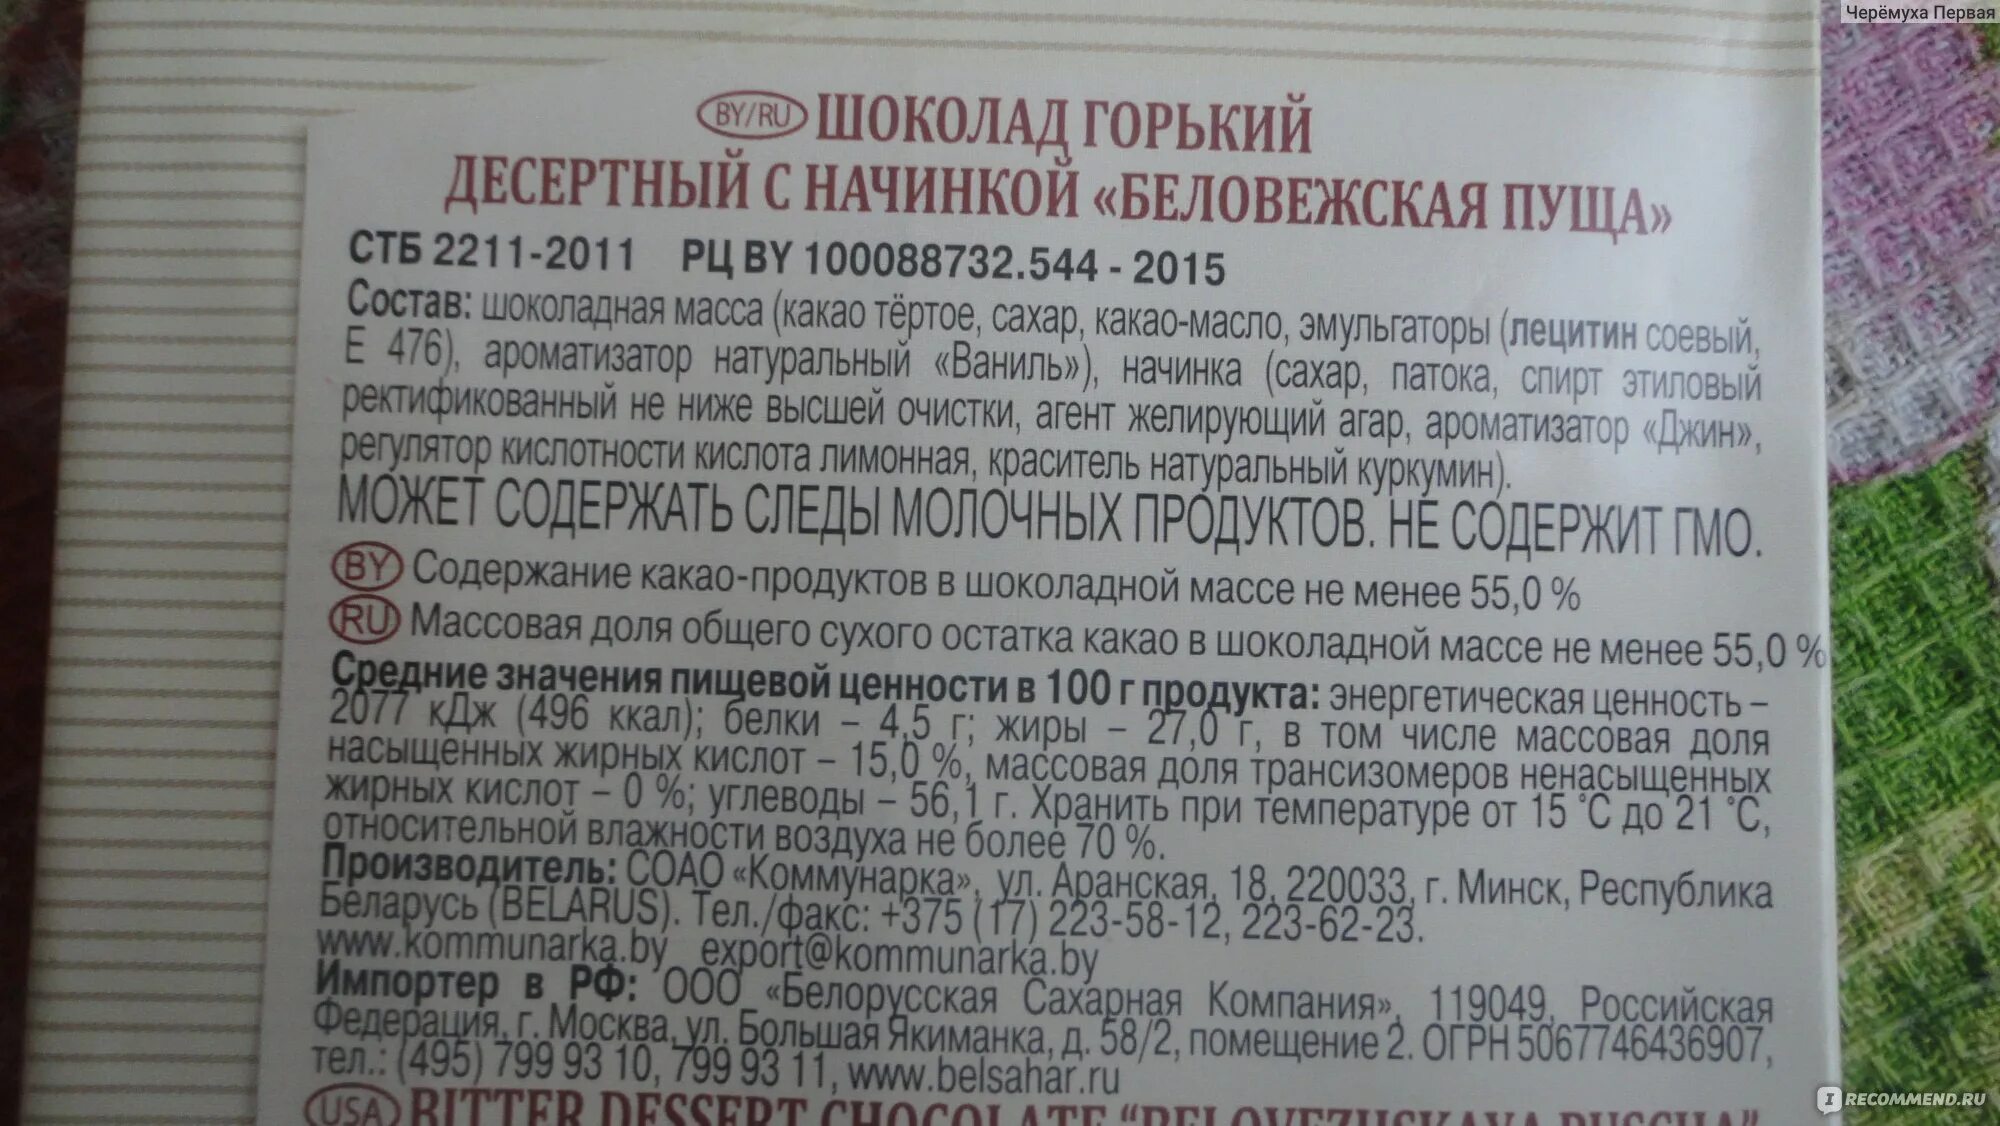 Черёмуха Первая
BY/RU ШОКОЛАД ГОРЬКИЙ
ДЕСЕРТНЫЙ С НАЧИНКОЙ «БЕЛОВЕЖСКАЯ ПУЩА»
СТБ 2211-2011 РЦ BY 100088732.544 - 2015
Состав: шоколадная масса (какао тёртое, сахар, какао-масло, эмульгаторы (лецитин соевый,
Е 476), ароматизатор натуральный «Ваниль»), начинка (сахар, патока, спирт этиловый
ректификованный не ниже высшей очистки, агент желирующий агар, ароматизатор «Джин»,
регулятор кислотности кислота лимонная, краситель натуральный куркумин).
МОЖЕТ СОДЕРЖАТЬ СЛЕДЫ МОЛОЧНЫХ ПРОДУКТОВ. НЕ СОДЕРЖИТ ГМО.
BY Содержание какао-продуктов в шоколадной массе не менее 55,0 %
RU Массовая доля общего сухого остатка какао в шоколадной массе не менее 55,0 %
Средние значения пищевой ценности в 100 г продукта: энергетическая ценность –
2077 кДж (496 ккал); белки – 4,5 г; жиры – 27,0 г, в том числе массовая доля
насыщенных жирных кислот – 15,0 %, массовая доля трансизомеров ненасыщенных
жирных кислот – 0 %; углеводы – 56,1 г. Хранить при температуре от 15 °С до 21 °С,
относительной влажности воздуха не более 70 %.
Производитель: СОАО «Коммунарка», ул. Аранская, 18, 220033, г. Минск, Республика
Беларусь (BELARUS). Тел./факс: +375 (17) 223-58-12, 223-62-23.
www.kommunarka.by export@kommunarka.by
Импортер в РФ: ООО «Белорусская Сахарная Компания», 119049, Российская
Федерация, г. Москва, ул. Большая Якиманка, д. 58/2, помещение 2. ОГРН 5067746436907,
тел.: (495) 799 93 10, 799 93 11, www.belsahar.ru
USA BITTER DESSERT CHOCOLATE "BELOVEZHSKAYA PUSCHA"
I RECOMMEND.RU